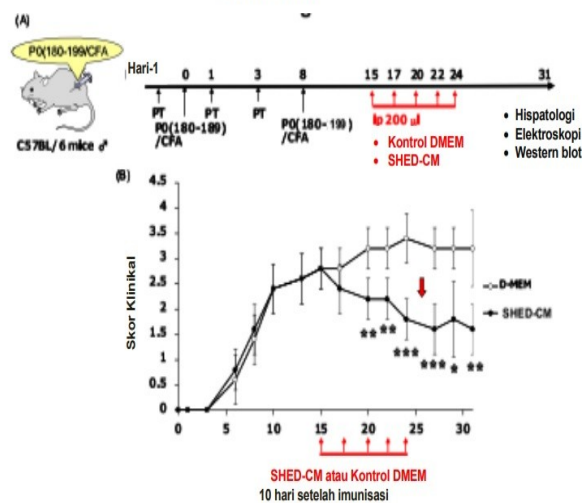 (A)
P0(180-199/CFA
C57BL/ 6 mice ♂
Hari-1
0 1 3 8 15 17 20 22 24 31
PT PT PT
P0(180-189)
/CFA
P0(180-199)
/CFA
Ip 200 µl
• Kontrol DMEM
• SHED-CM
• Hispatologi
• Elektroskopi
• Western blot
(B)
Skor Klinikal
4.5
4
3.5
3
2.5
2
1.5
1
0.5
0
D-MEM
SHED-CM
** ** *** *** * **
0 5 10 15 20 25 30
SHED-CM atau Kontrol DMEM
10 hari setelah imunisasi